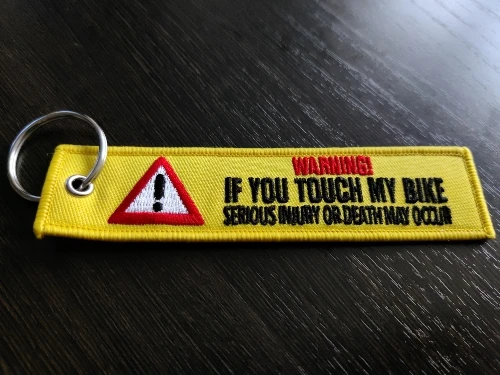 WARNING!
IF YOU TOUCH MY BIKE
SERIOUS INJURY OR DEATH MAY OCCUR